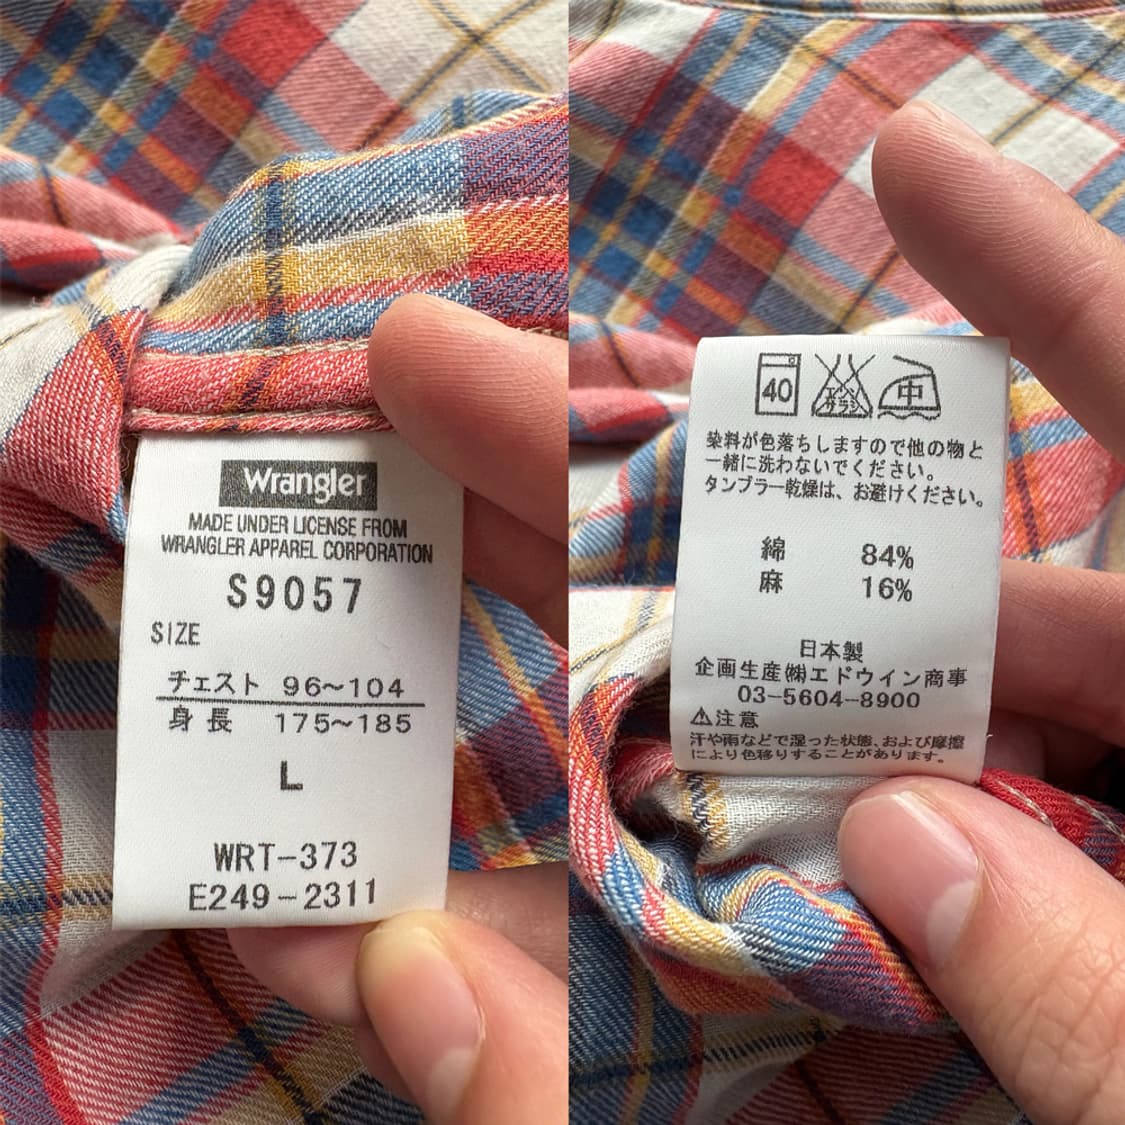 Wrangler
MADE UNDER LICENSE FROM
WRANGLER APPAREL CORPORATION
S9057
SIZE
チェスト 96〜104
身長 175〜185
L
WRT-373
E249-2311
40 エンソサラシ 中
染料が色落ちしますので他の物と
一緒に洗わないでください。
タンブラー乾燥は、お避けください。
綿 84%
麻 16%
日本製
企画生産㈱エドウイン商事
03-5604-8900
⚠注意
汗や雨などで湿った状態、および摩擦
により色移りすることがあります。